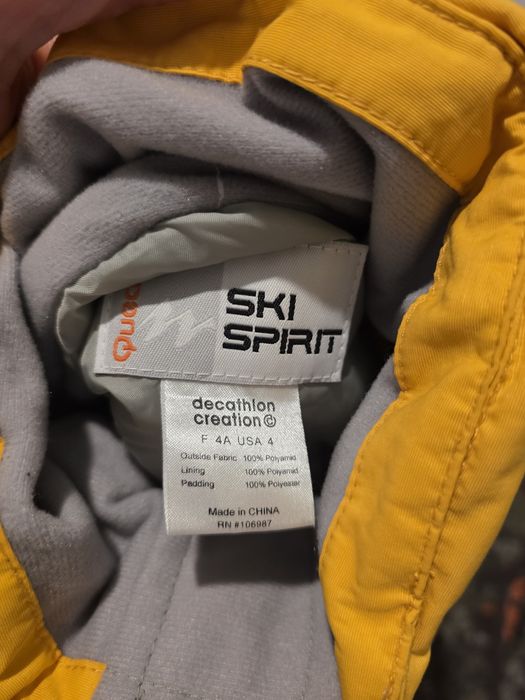 SKI
SPIRIT
decathlon
creation©
F 4A USA 4
Outside Fabric 100% Polyamid
Lining 100% Polyamid
Padding 100% Polyester
Made in CHINA
RN #106987